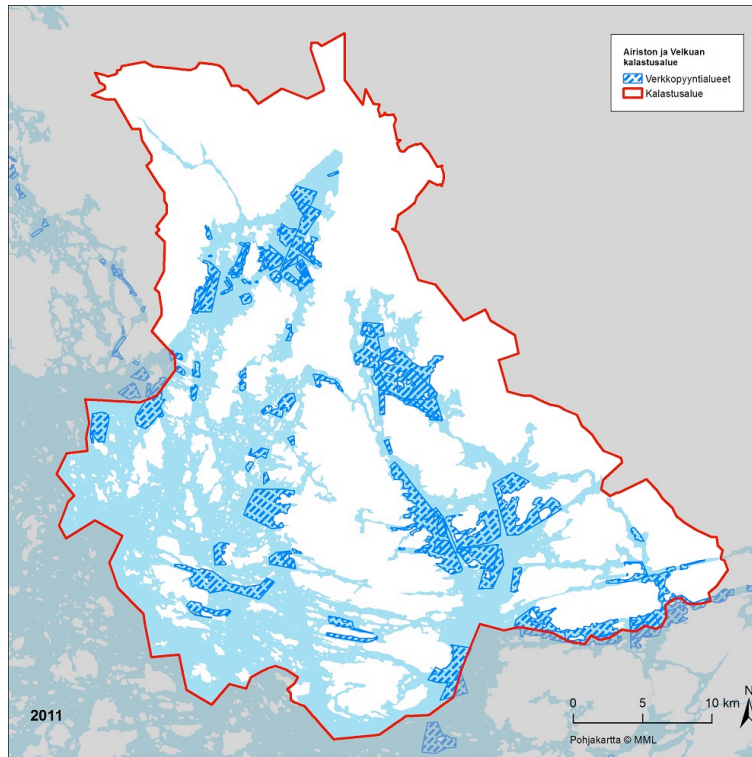 Airiston ja Velkuan
kalastusalue
Verkkopyyntialueet
Kalastusalue
2011
N
0 5 10 km
Pohjakartta © MML